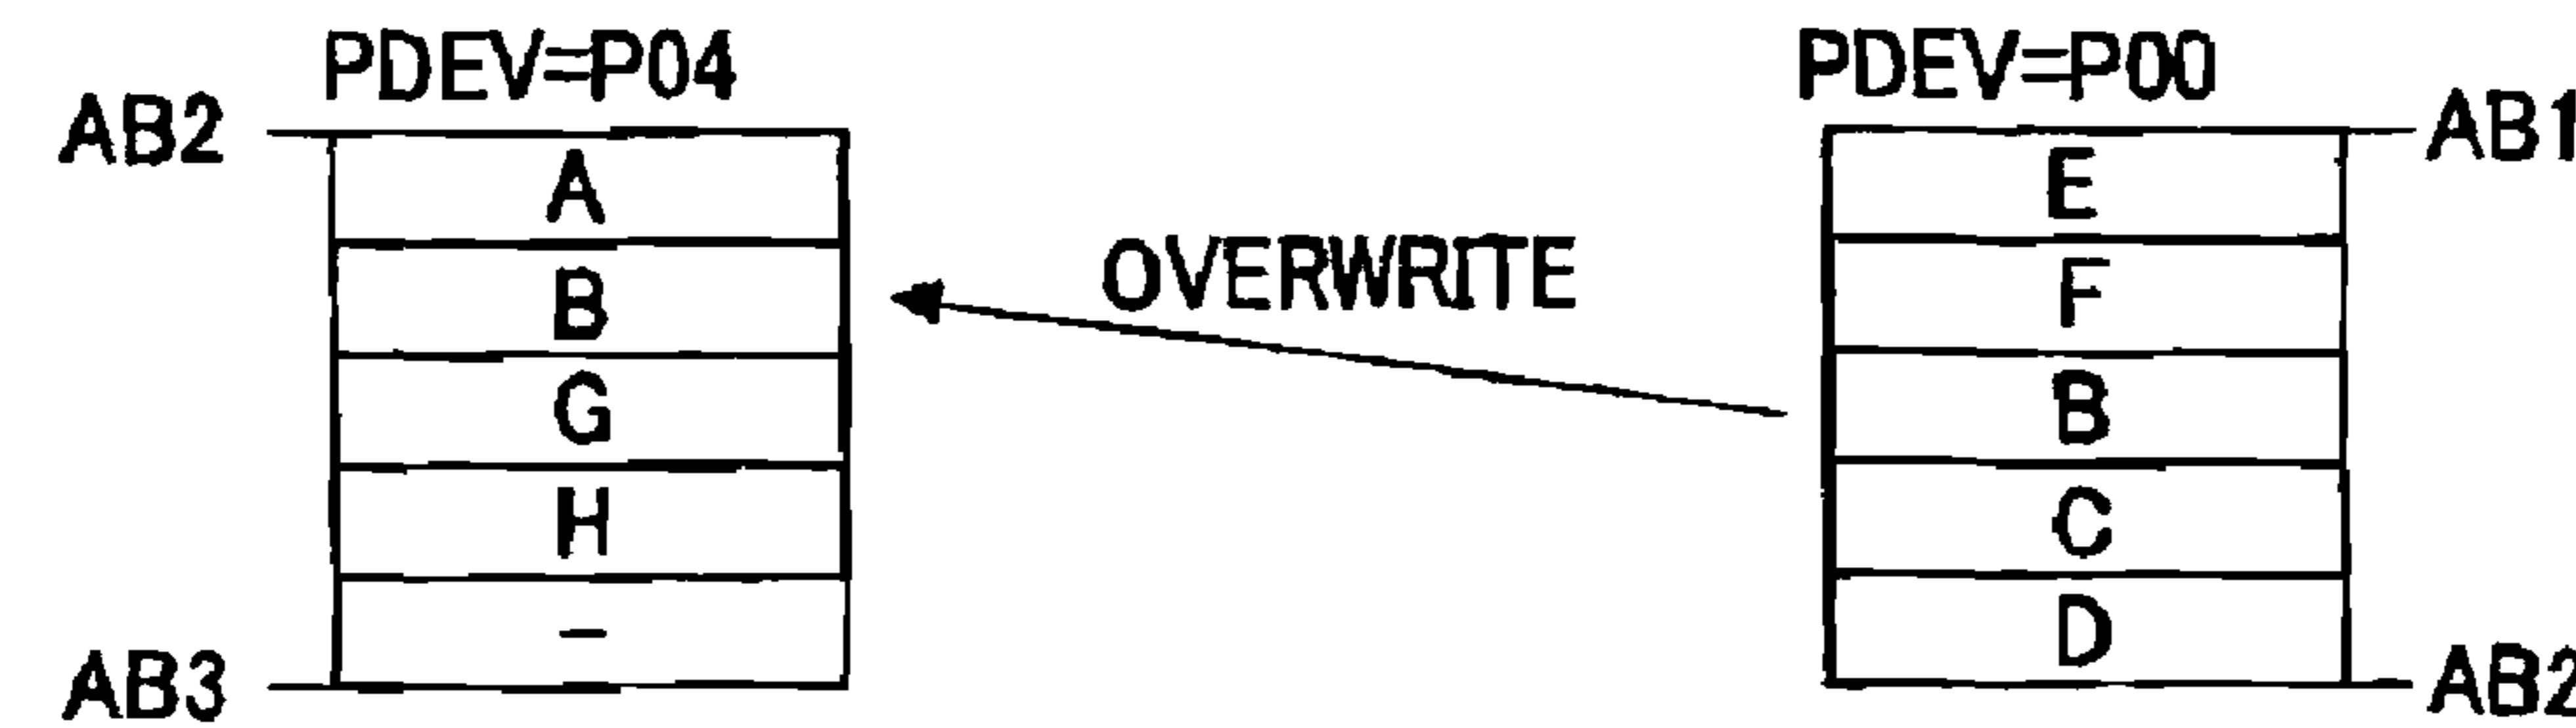 PDEV=P04
AB2
A
B
G
H
–
AB3
OVERWRITE
PDEV=P00
AB1
E
F
B
C
D
AB2